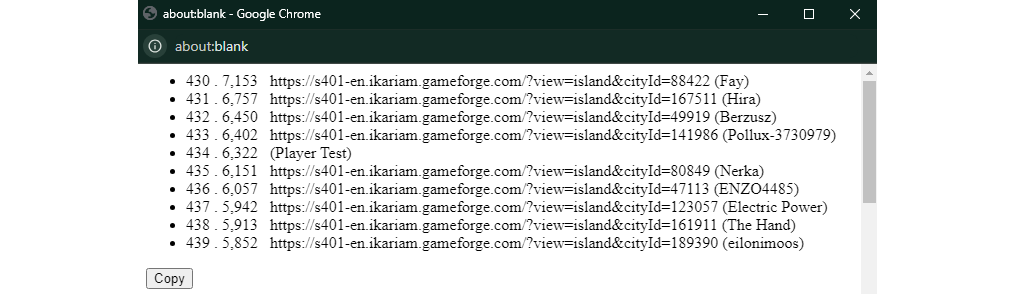 about:blank - Google Chrome
about:blank
430 . 7,153 https://s401-en.ikariam.gameforge.com/?view=island&cityId=88422 (Fay)
431 . 6,757 https://s401-en.ikariam.gameforge.com/?view=island&cityId=167511 (Hira)
432 . 6,450 https://s401-en.ikariam.gameforge.com/?view=island&cityId=49919 (Berzusz)
433 . 6,402 https://s401-en.ikariam.gameforge.com/?view=island&cityId=141986 (Pollux-3730979)
434 . 6,322 (Player Test)
435 . 6,151 https://s401-en.ikariam.gameforge.com/?view=island&cityId=80849 (Nerka)
436 . 6,057 https://s401-en.ikariam.gameforge.com/?view=island&cityId=47113 (ENZO4485)
437 . 5,942 https://s401-en.ikariam.gameforge.com/?view=island&cityId=123057 (Electric Power)
438 . 5,913 https://s401-en.ikariam.gameforge.com/?view=island&cityId=161911 (The Hand)
439 . 5,852 https://s401-en.ikariam.gameforge.com/?view=island&cityId=189390 (eilonimoos)
Copy